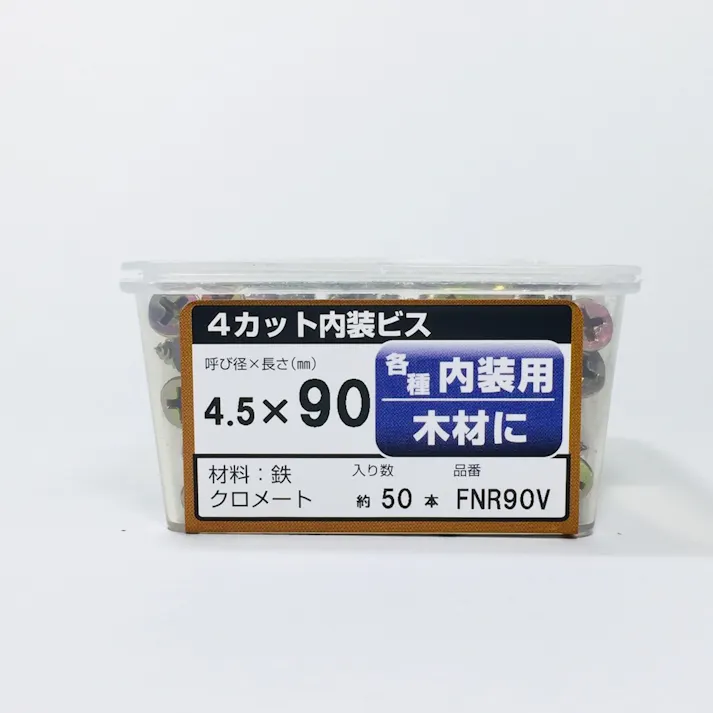 4カット内装ビス
呼び径×長さ(㎜)
4.5×90
各種 内装用
木材に
材料：鉄
クロメート
入り数
約 50 本
品番
FNR90V